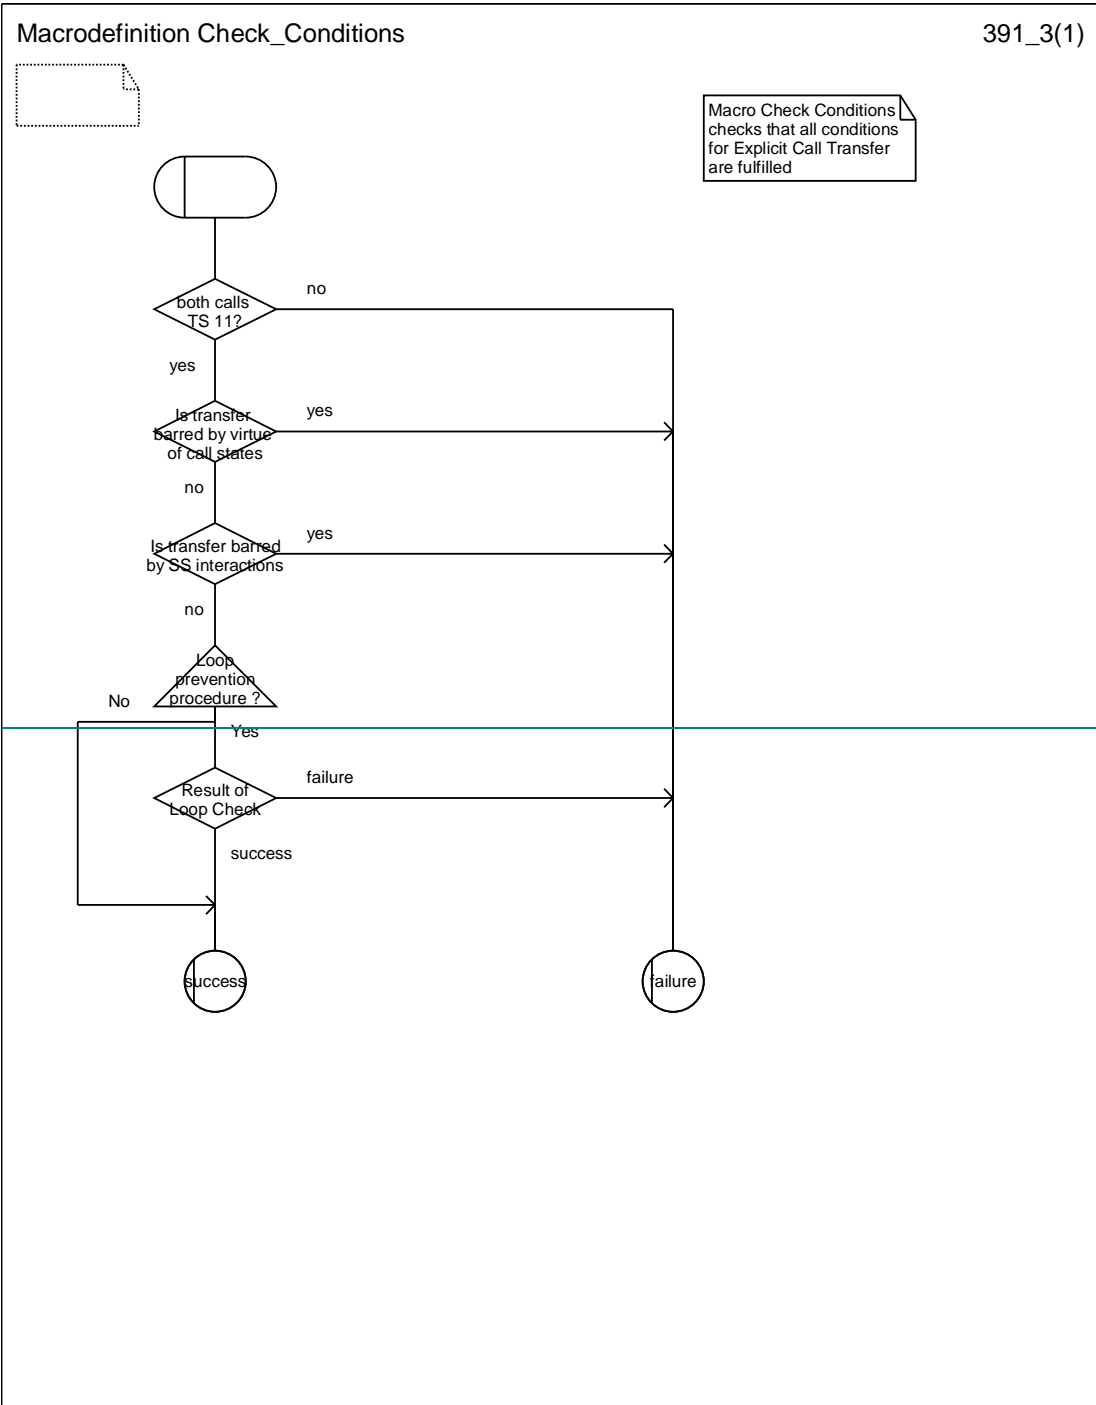 Macrodefinition Check_Conditions
391_3(1)
Macro Check Conditions
checks that all conditions
for Explicit Call Transfer
are fulfilled
both calls
TS 11?
no
yes
Is transfer
barred by virtue
of call states
yes
no
Is transfer barred
by SS interactions
yes
no
Loop
prevention
procedure ?
No
Yes
Result of
Loop Check
failure
success
success
failure